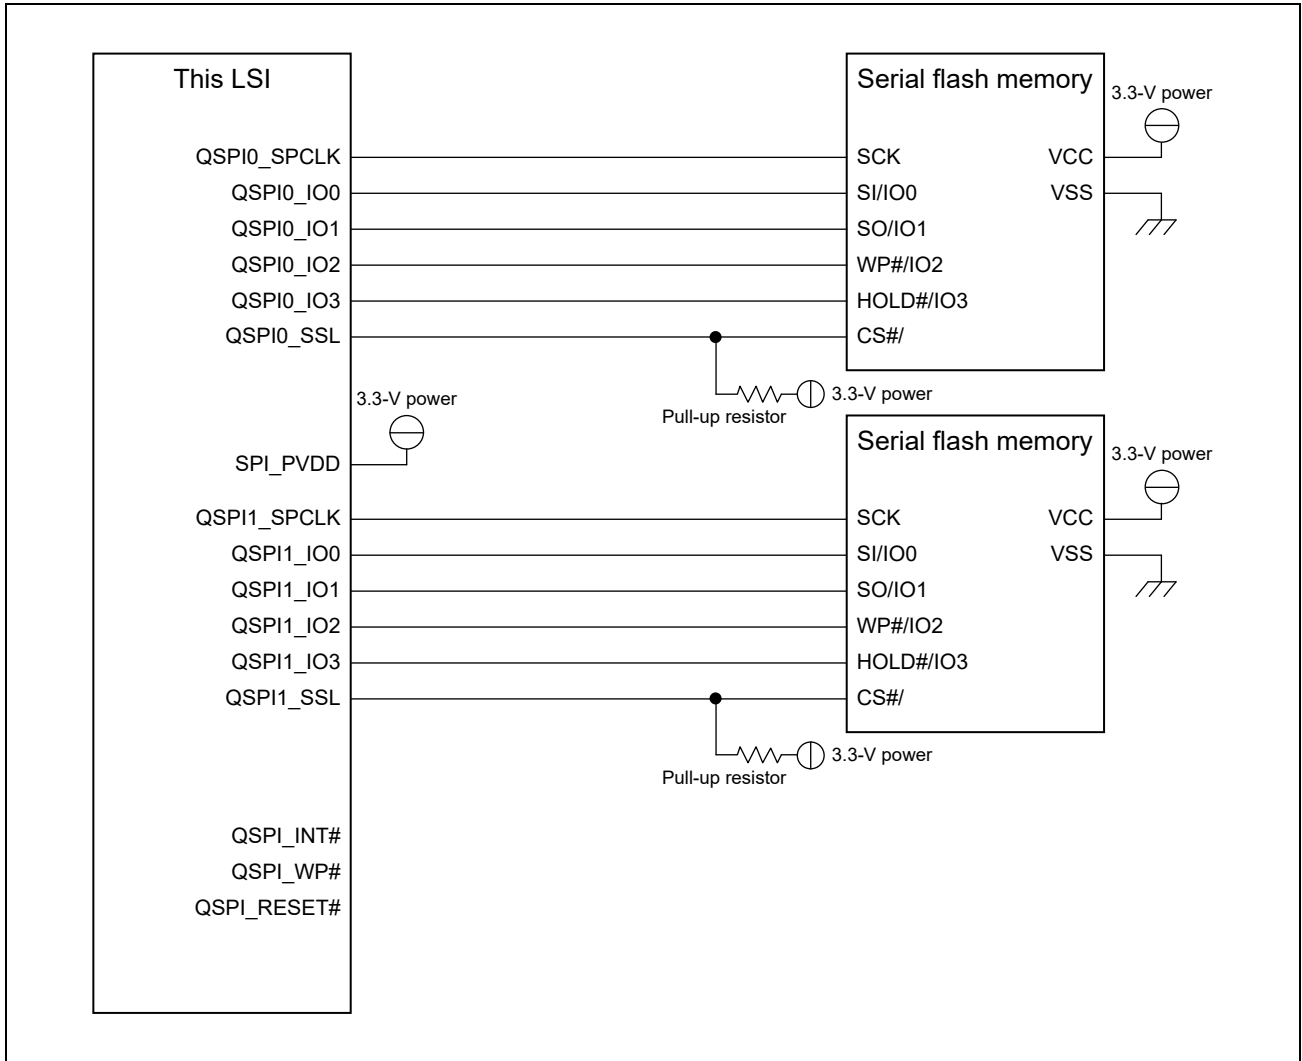 This LSI
QSPI0_SPCLK
QSPI0_IO0
QSPI0_IO1
QSPI0_IO2
QSPI0_IO3
QSPI0_SSL
3.3-V power
SPI_PVDD
QSPI1_SPCLK
QSPI1_IO0
QSPI1_IO1
QSPI1_IO2
QSPI1_IO3
QSPI1_SSL
QSPI_INT#
QSPI_WP#
QSPI_RESET#
Serial flash memory
3.3-V power
SCK
VCC
SI/IO0
VSS
SO/IO1
WP#/IO2
HOLD#/IO3
CS#/
3.3-V power
Pull-up resistor
Serial flash memory
3.3-V power
SCK
VCC
SI/IO0
VSS
SO/IO1
WP#/IO2
HOLD#/IO3
CS#/
3.3-V power
Pull-up resistor